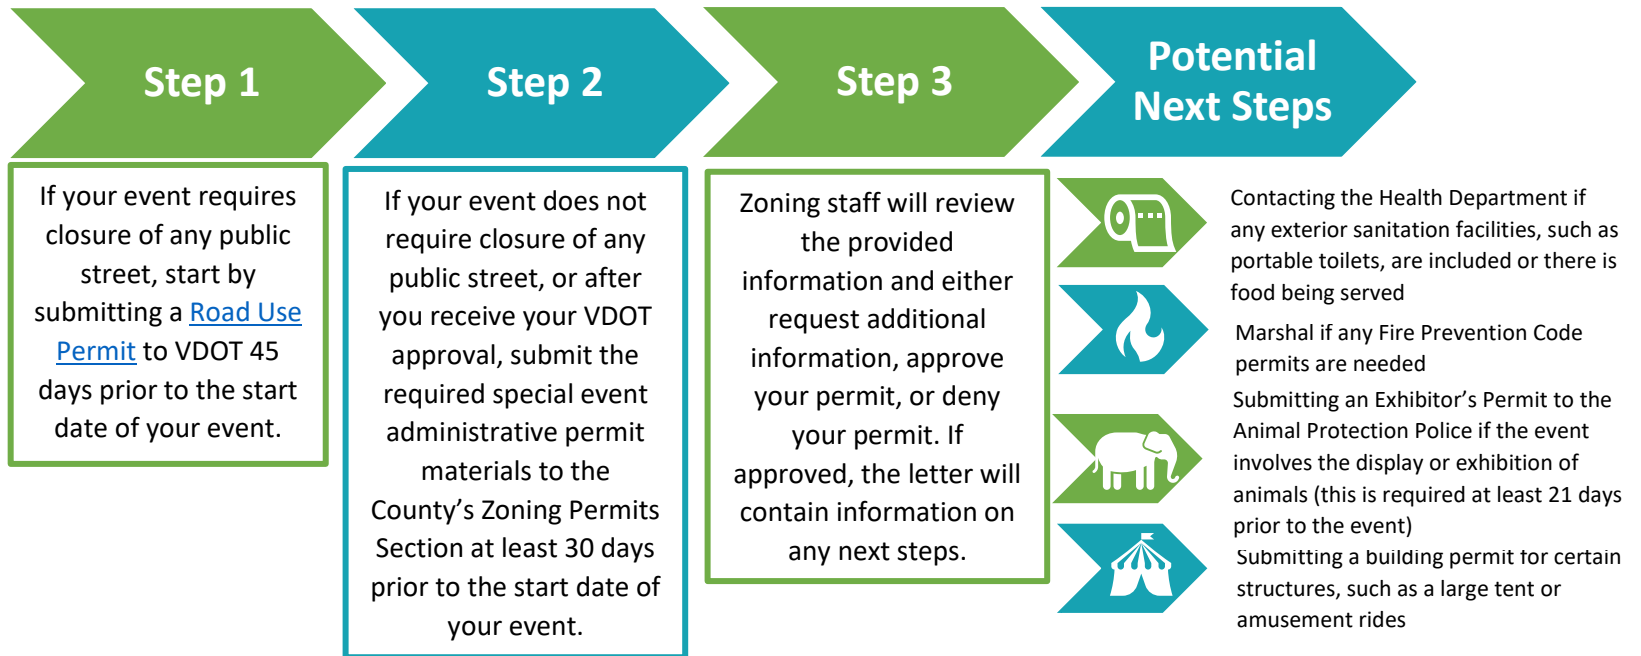 Step 1
If your event requires
closure of any public
street, start by
submitting a Road Use
Permit to VDOT 45
days prior to the start
date of your event.
Step 2
If your event does not
require closure of any
public street, or after
you receive your VDOT
approval, submit the
required special event
administrative permit
materials to the
County’s Zoning Permits
Section at least 30 days
prior to the start date of
your event.
Step 3
Zoning staff will review
the provided
information and either
request additional
information, approve
your permit, or deny
your permit. If
approved, the letter will
contain information on
any next steps.
Potential
Next Steps
Contacting the Health Department if
any exterior sanitation facilities, such as
portable toilets, are included or there is
food being served
Marshal if any Fire Prevention Code
permits are needed
Submitting an Exhibitor’s Permit to the
Animal Protection Police if the event
involves the display or exhibition of
animals (this is required at least 21 days
prior to the event)
Submitting a building permit for certain
structures, such as a large tent or
amusement rides